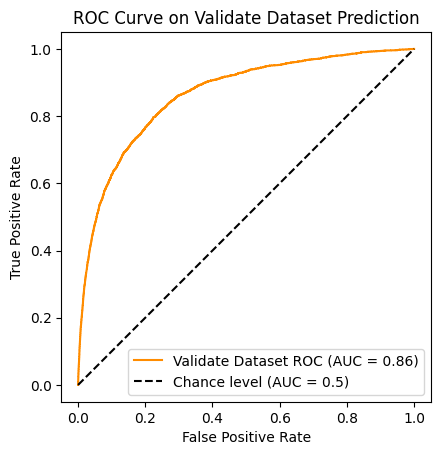 ROC Curve on Validate Dataset Prediction
1.0
0.8
0.6
0.4
0.2
0.0
True Positive Rate
Validate Dataset ROC (AUC = 0.86)
Chance level (AUC = 0.5)
0.0 0.2 0.4 0.6 0.8 1.0
False Positive Rate